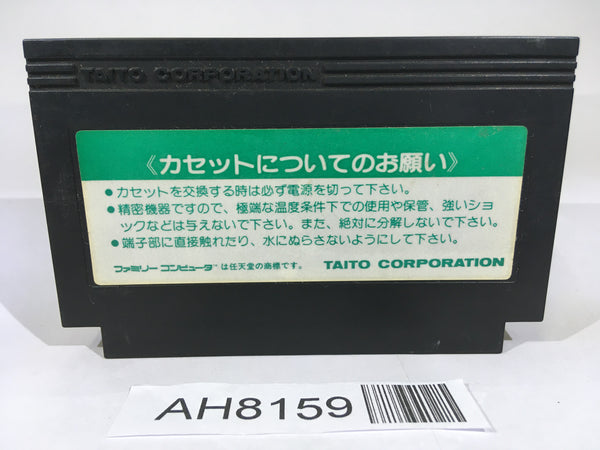 TAITO CORPORATION
《カセットについてのお願い》
●カセットを交換する時は必ず電源を切って下さい。
●精密機器ですので、極端な温度条件下での使用や保管、強いショ
ックなどは与えないで下さい。また、絶対に分解しないで下さい。
●端子部に直接触れたり、水にぬらさないようにして下さい。
ファミリーコンピュータ™は任天堂の商標です。 TAITO CORPORATION
AH8159